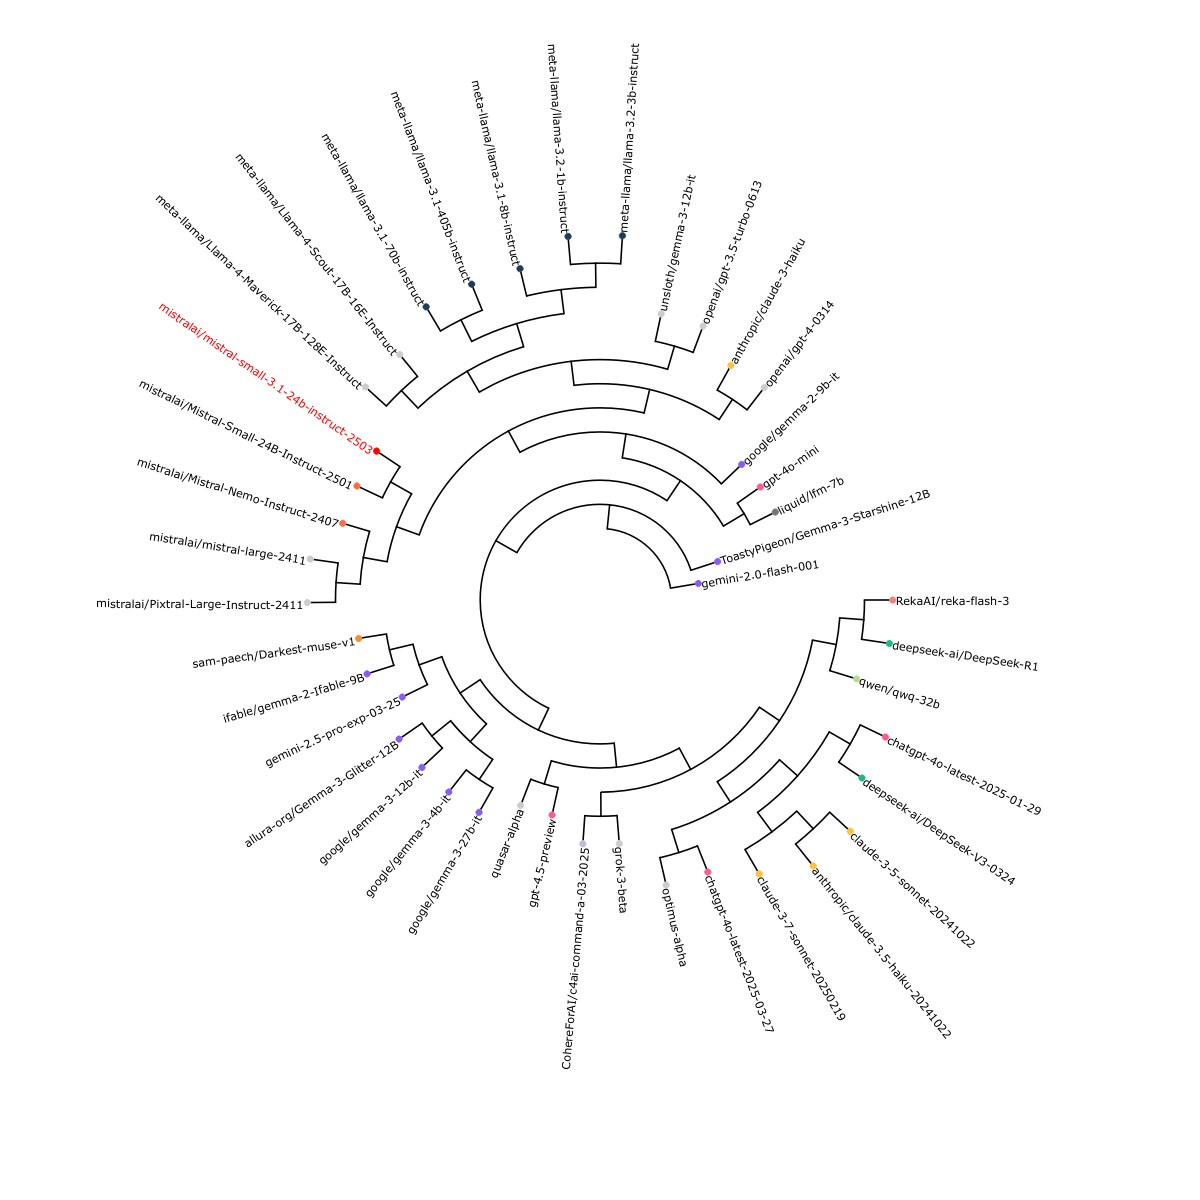 meta-llama/llama-3.2-1b-instruct
meta-llama/llama-3.2-3b-instruct
meta-llama/llama-3.1-8b-instruct
meta-llama/llama-3.1-405b-instruct
meta-llama/llama-3.1-70b-instruct
meta-llama/Llama-4-Scout-17B-16E-Instruct
meta-llama/Llama-4-Maverick-17B-128E-Instruct
unsloth/gemma-3-12b-it
openai/gpt-3.5-turbo-0613
anthropic/claude-3-haiku
openai/gpt-4-0314
google/gemma-2-9b-it
gpt-4o-mini
liquid/lfm-7b
ToastyPigeon/Gemma-3-Starshine-12B
gemini-2.0-flash-001
mistralai/mistral-small-3.1-24b-instruct-2503
mistralai/Mistral-Small-24B-Instruct-2501
mistralai/Mistral-Nemo-Instruct-2407
mistralai/mistral-large-2411
mistralai/Pixtral-Large-Instruct-2411
sam-paech/Darkest-muse-v1
ifable/gemma-2-Ifable-9B
gemini-2.5-pro-exp-03-25
allura-org/Gemma-3-Glitter-12B
google/gemma-3-12b-it
google/gemma-3-4b-it
google/gemma-3-27b-it
quasar-alpha
gpt-4.5-preview
CohereForAI/c4ai-command-a-03-2025
grok-3-beta
optimus-alpha
chatgpt-4o-latest-2025-03-27
claude-3-7-sonnet-20250219
anthropic/claude-3.5-haiku-20241022
claude-3-5-sonnet-20241022
deepseek-ai/DeepSeek-V3-0324
chatgpt-4o-latest-2025-01-29
qwen/qwq-32b
deepseek-ai/DeepSeek-R1
RekaAI/reka-flash-3